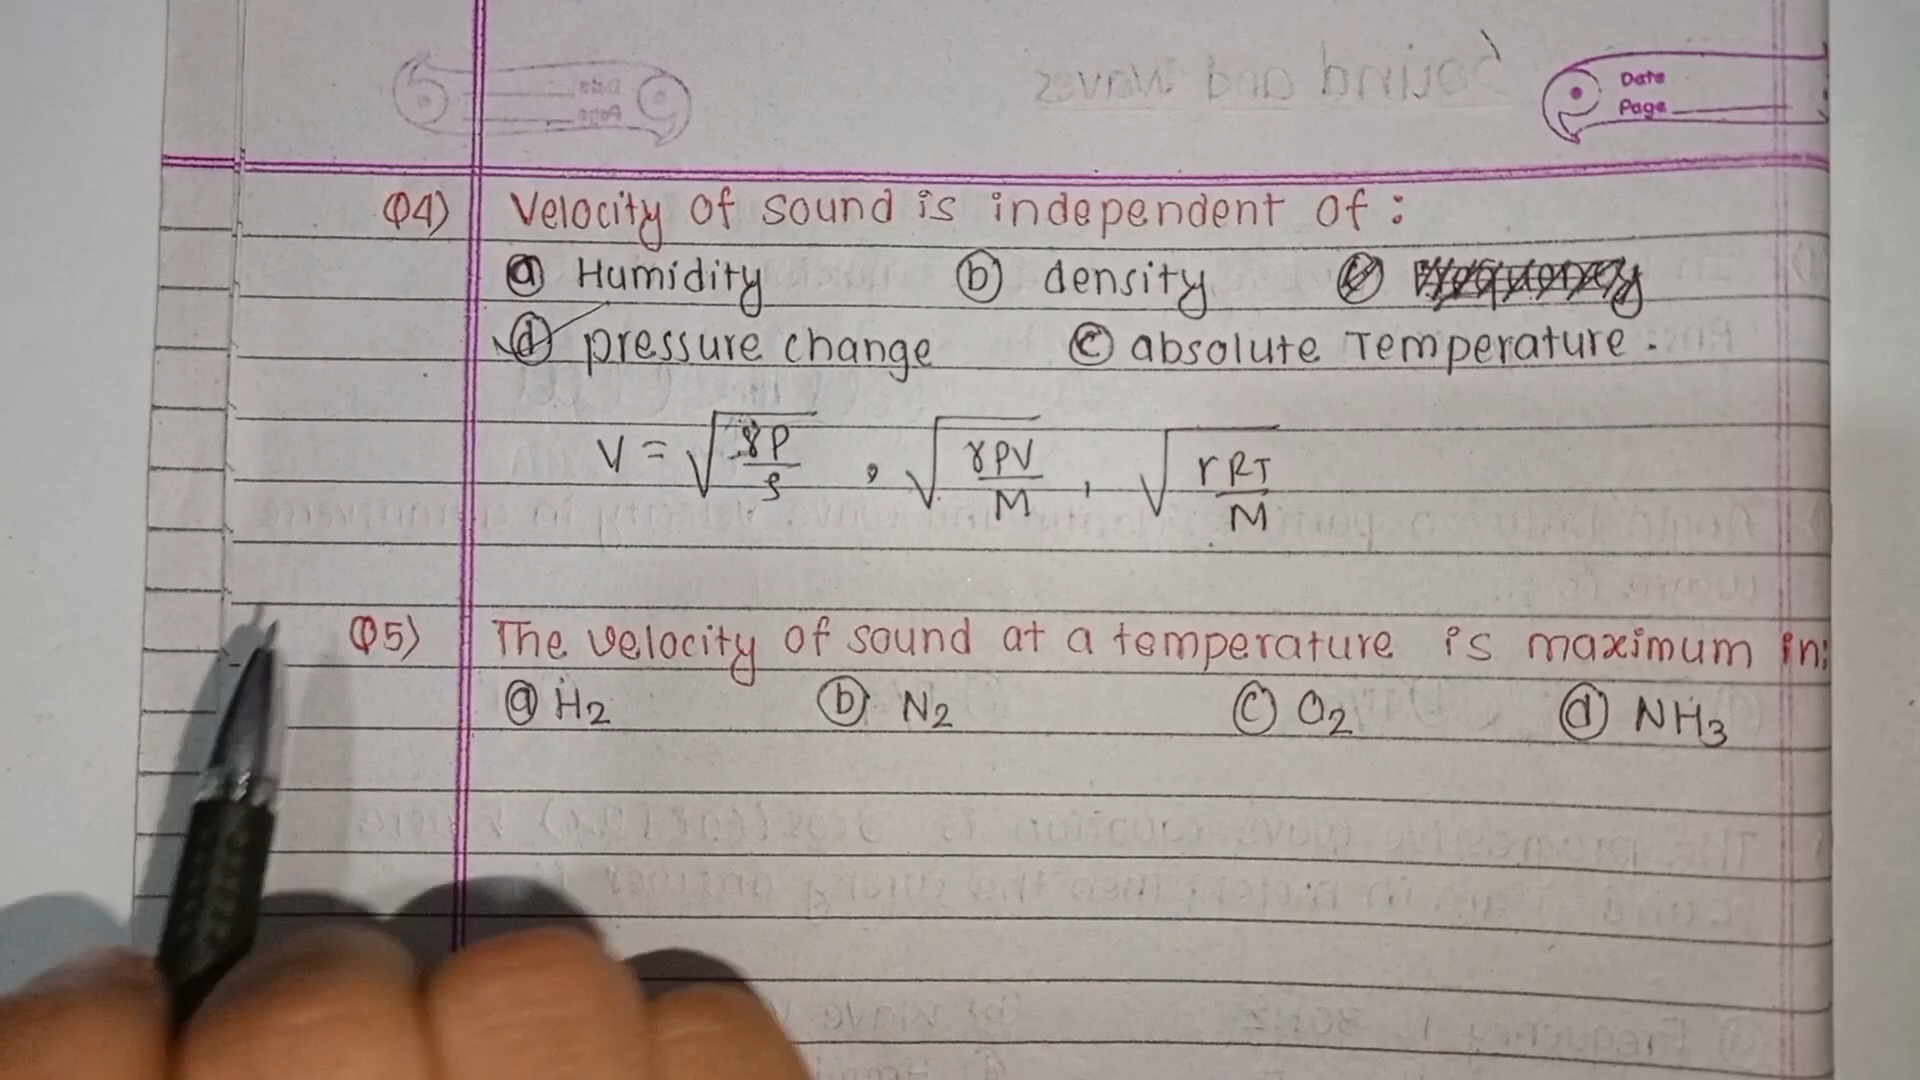 Date
Page
Q4) Velocity of sound is independent of :
(a) Humidity (b) density
(d) pressure change (c) absolute Temperature .
V = √(γP/ρ) , √(γPV/M) , √(rRT/M)
Q5) The velocity of sound at a temperature is maximum in:
(a) H₂ (b) N₂ (c) O₂ (d) NH₃